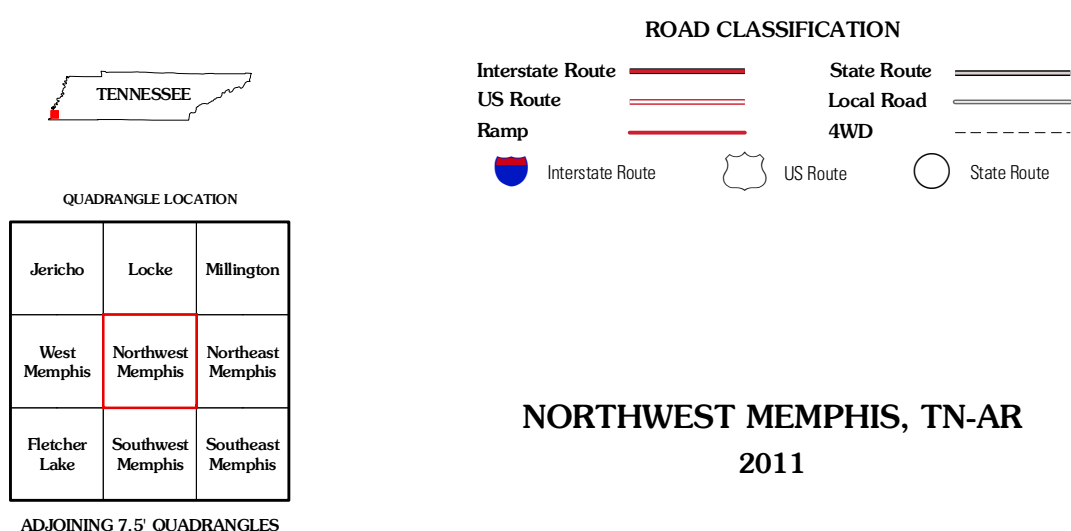 TENNESSEE
QUADRANGLE LOCATION
Jericho
Locke
Millington
West
Memphis
Northwest
Memphis
Northeast
Memphis
Fletcher
Lake
Southwest
Memphis
Southeast
Memphis
ADJOINING 7.5' QUADRANGLES
ROAD CLASSIFICATION
Interstate Route
State Route
US Route
Local Road
Ramp
4WD
Interstate Route
US Route
State Route
NORTHWEST MEMPHIS, TN-AR
2011